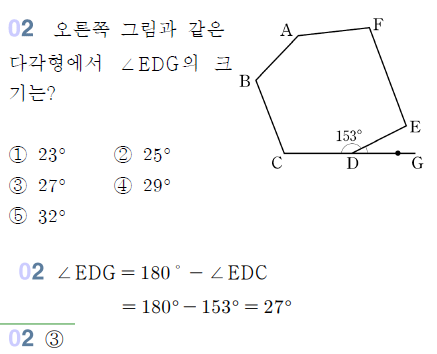 02 오른쪽 그림과 같은
다각형에서 ∠EDG의 크
기는?
① 23° ② 25°
③ 27° ④ 29°
⑤ 32°
A
F
B
E
153°
C D G
02 ∠EDG=180°-∠EDC
=180°-153°=27°
02 ③